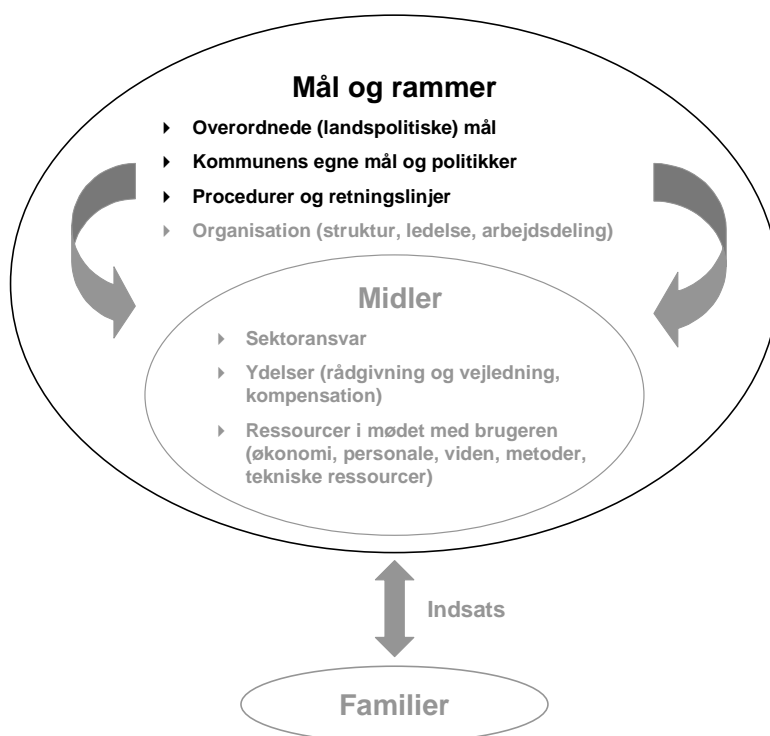 Mål og rammer
Overordnede (landspolitiske) mål
Kommunens egne mål og politikker
Procedurer og retningslinjer
Organisation (struktur, ledelse, arbejdsdeling)
Midler
Sektoransvar
Ydelser (rådgivning og vejledning,
kompensation)
Ressourcer i mødet med brugeren
(økonomi, personale, viden, metoder,
tekniske ressourcer)
Indsats
Familier